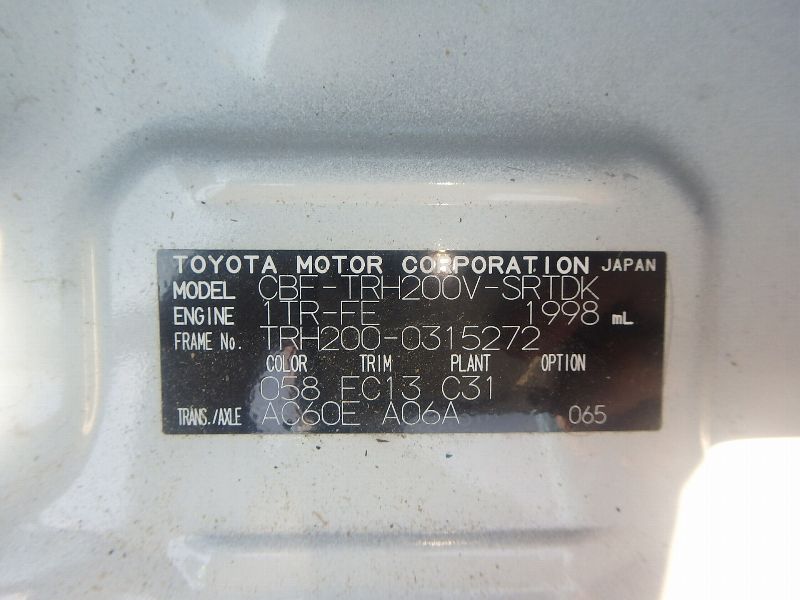 TOYOTA MOTOR CORPORATION JAPAN
MODEL CBF-TRH200V-SRTDK
ENGINE 1TR-FE 1998 mL
FRAME No. TRH200-0315272
COLOR TRIM PLANT OPTION
058 FC13 C31
TRANS./AXLE AC60E A06A 065